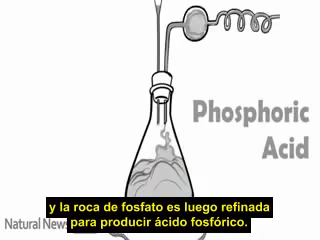 Phosphoric
Acid
y la roca de fosfato es luego refinada
para producir ácido fosfórico.
Natural News